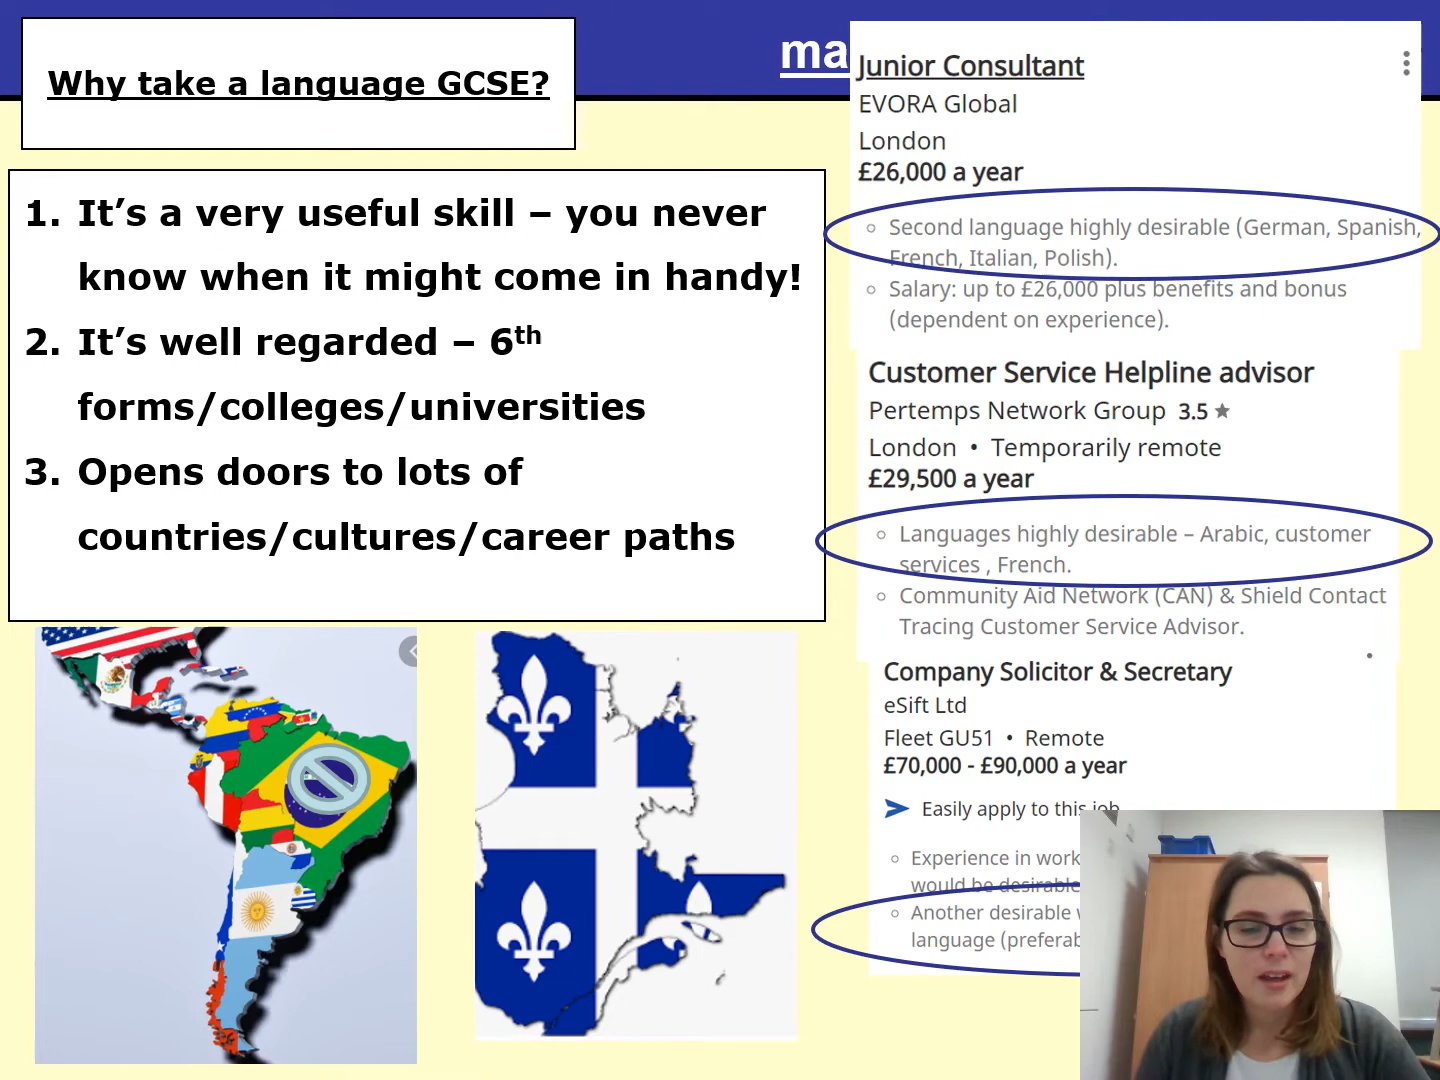 Why take a language GCSE?
ma
1. It’s a very useful skill – you never
know when it might come in handy!
2. It’s well regarded – 6th
forms/colleges/universities
3. Opens doors to lots of
countries/cultures/career paths
Junior Consultant
EVORA Global
London
£26,000 a year
Second language highly desirable (German, Spanish,
French, Italian, Polish).
Salary: up to £26,000 plus benefits and bonus
(dependent on experience).
Customer Service Helpline advisor
Pertemps Network Group 3.5
London • Temporarily remote
£29,500 a year
Languages highly desirable – Arabic, customer
services , French.
Community Aid Network (CAN) & Shield Contact
Tracing Customer Service Advisor.
Company Solicitor & Secretary
eSift Ltd
Fleet GU51 • Remote
£70,000 - £90,000 a year
Easily apply to this job
Experience in work
would be desirable
Another desirable
language (preferab